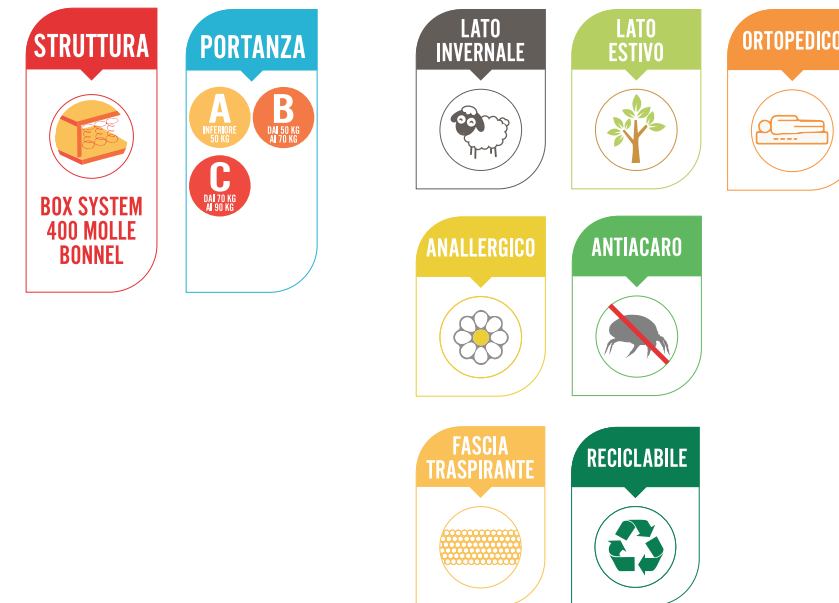 STRUTTURA
BOX SYSTEM
400 MOLLE
BONNEL
PORTANZA
A
INFERIORE
50 KG
B
DAI 50 KG
AI 70 KG
C
DAI 70 KG
AI 90 KG
LATO
INVERNALE
LATO
ESTIVO
ORTOPEDICO
ANALLERGICO
ANTIACARO
FASCIA
TRASPIRANTE
RECICLABILE